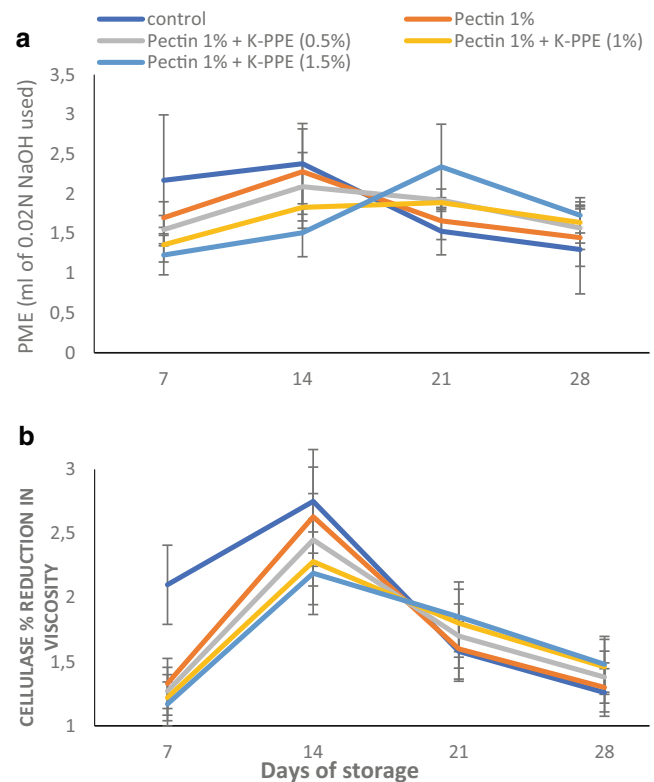 a
control
Pectin 1%
Pectin 1% + K-PPE (0.5%)
Pectin 1% + K-PPE (1%)
Pectin 1% + K-PPE (1.5%)
PME (ml of 0.02N NaOH used)
3,5
3
2,5
2
1,5
1
0,5
0
7
14
21
28
b
CELLULASE % REDUCTION IN
VISCOSITY
3
2,5
2
1,5
1
7
14
21
28
Days of storage